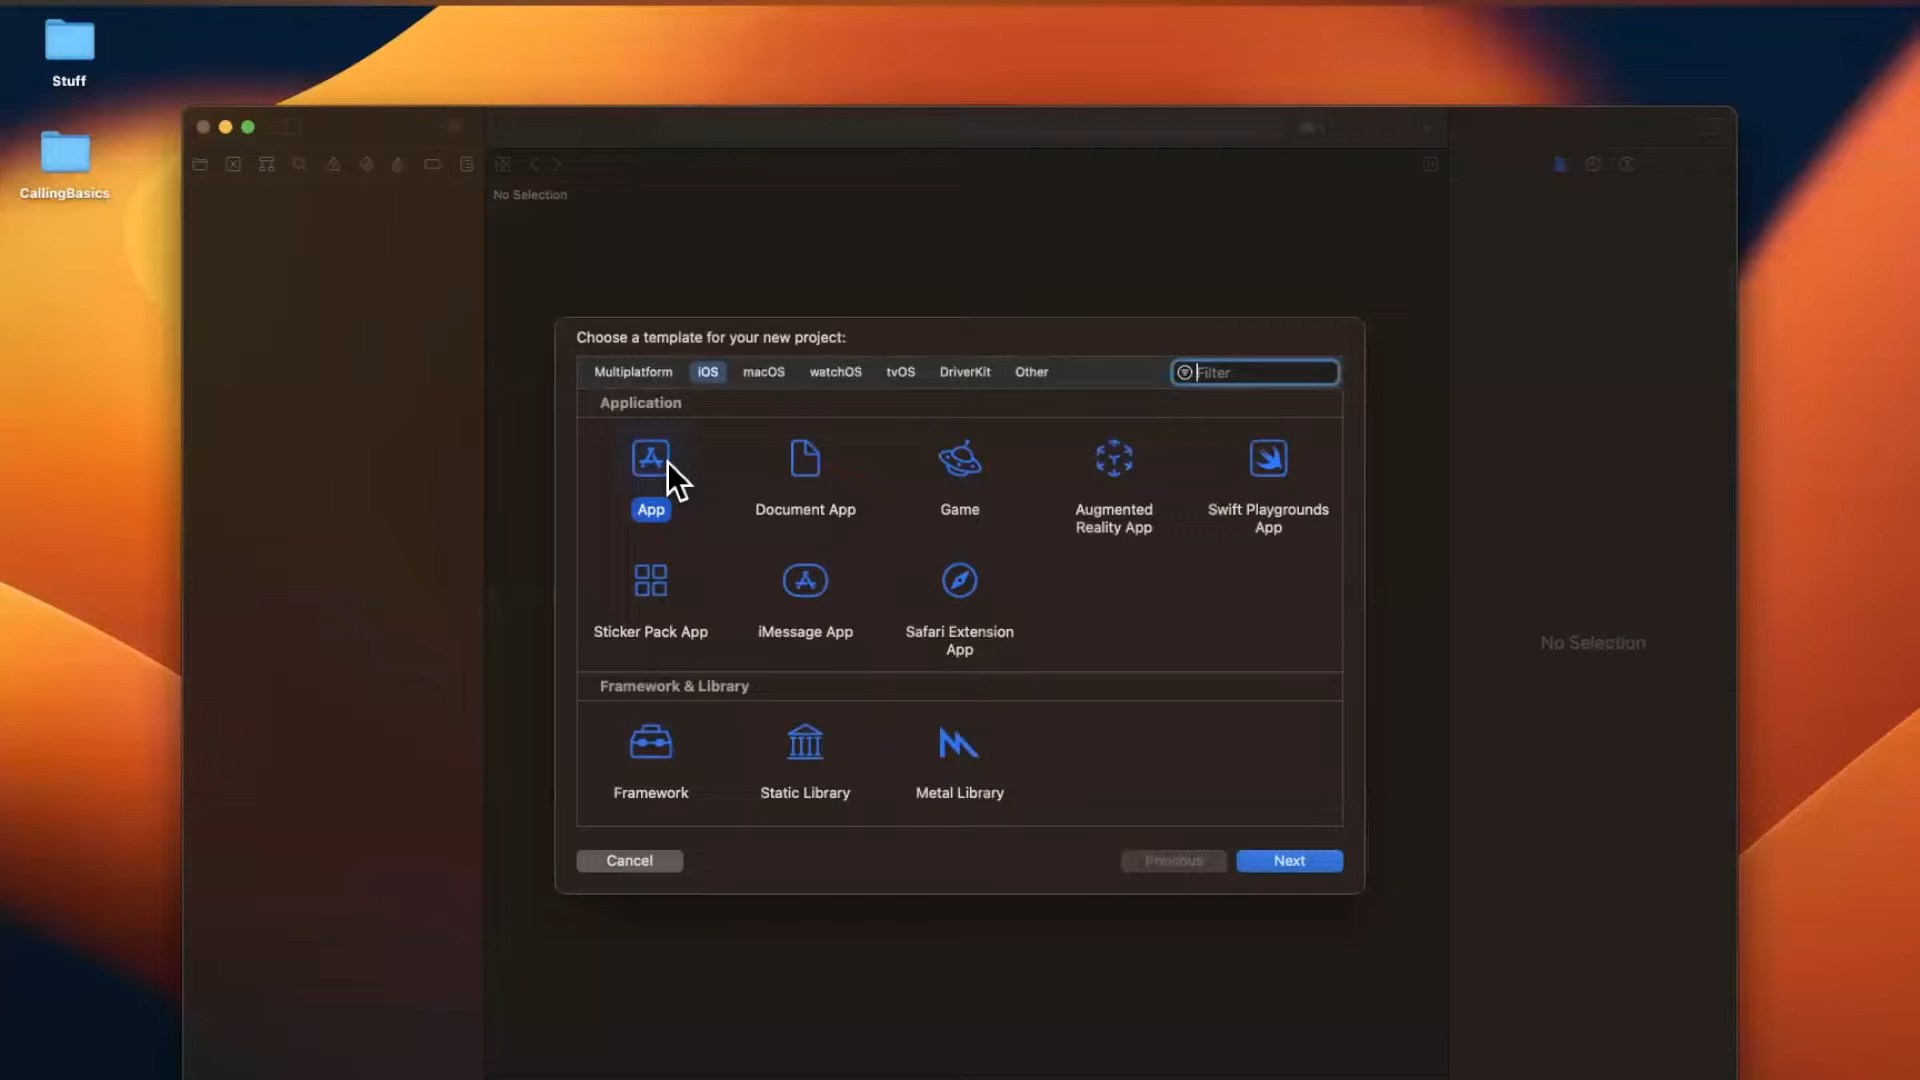 Stuff
CallingBasics
No Selection
Choose a template for your new project:
Multiplatform iOS macOS watchOS tvOS DriverKit Other Filter
Application
App Document App Game Augmented Reality App Swift Playgrounds App
Sticker Pack App iMessage App Safari Extension App
No Selection
Framework & Library
Framework Static Library Metal Library
Cancel Previous Next